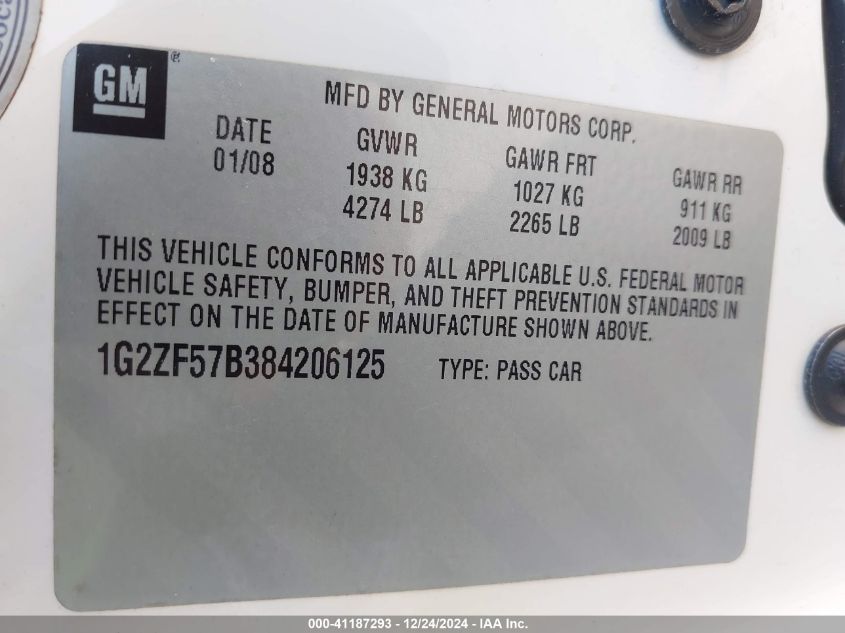 GM®
MFD BY GENERAL MOTORS CORP.
DATE GVWR GAWR FRT GAWR RR
01/08 1938 KG 1027 KG 911 KG
4274 LB 2265 LB 2009 LB
THIS VEHICLE CONFORMS TO ALL APPLICABLE U.S. FEDERAL MOTOR
VEHICLE SAFETY, BUMPER, AND THEFT PREVENTION STANDARDS IN
EFFECT ON THE DATE OF MANUFACTURE SHOWN ABOVE.
1G2ZF57B384206125 TYPE: PASS CAR
000-41187293 - 12/24/2024 - IAA Inc.